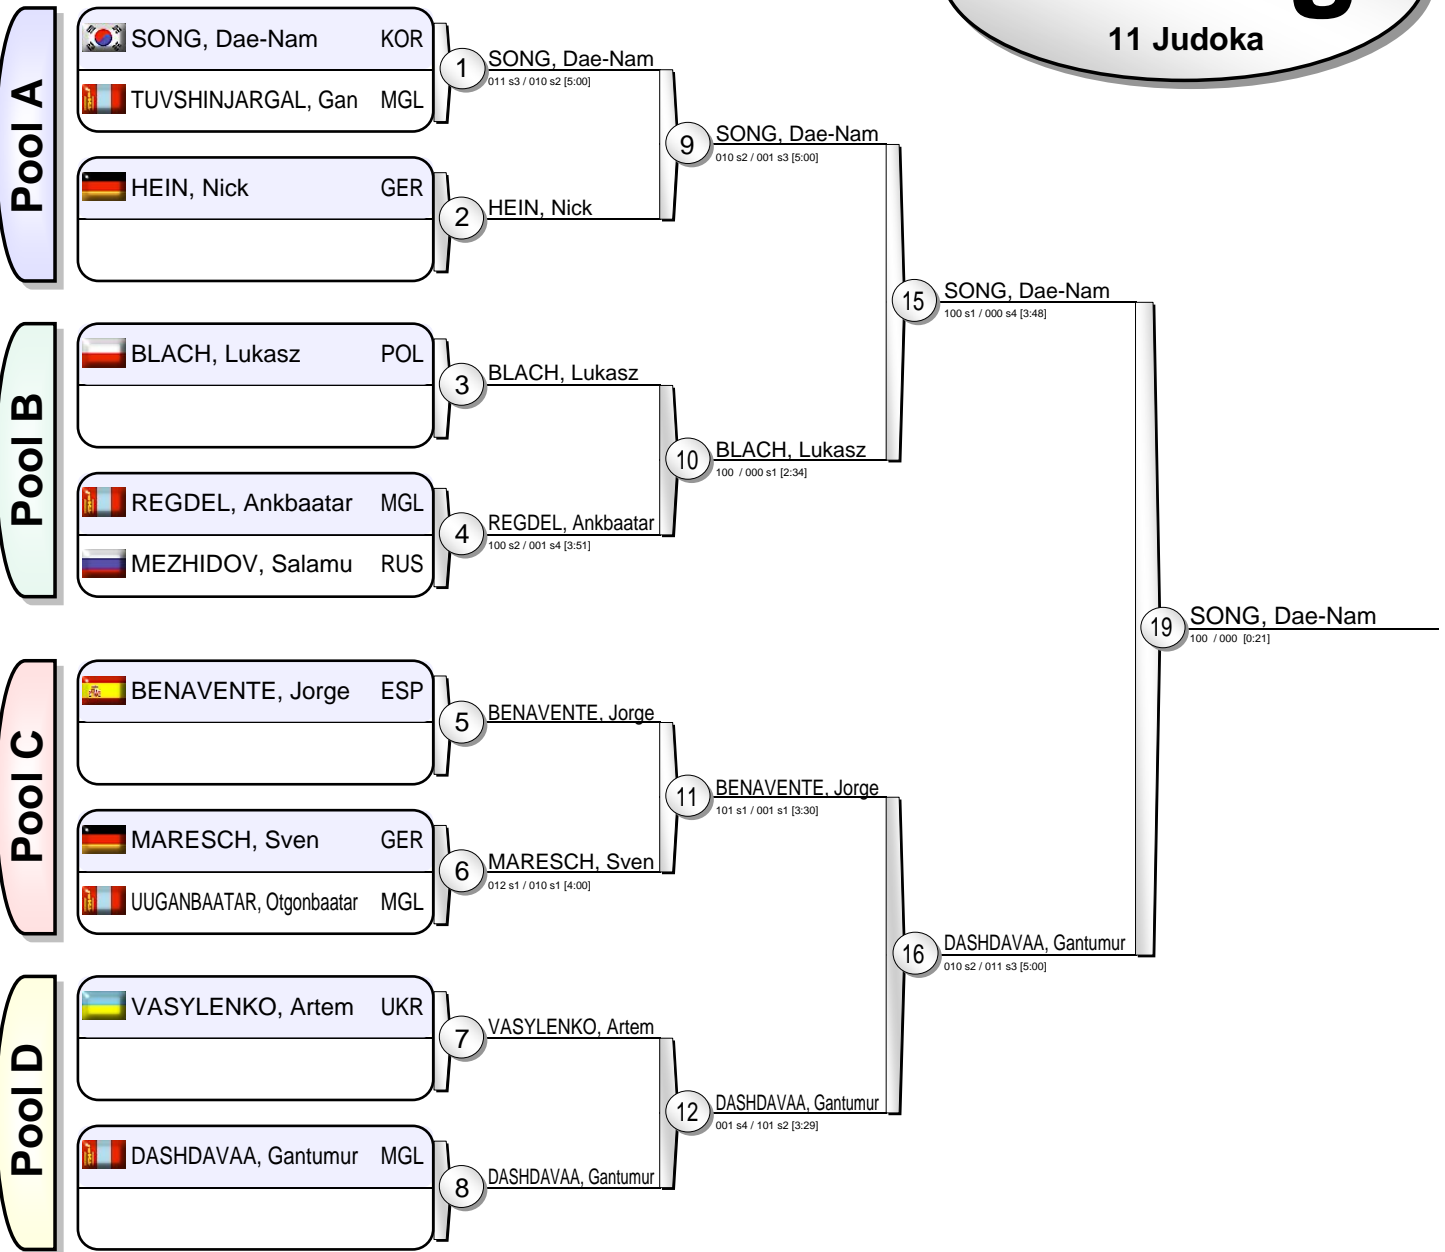 11 Judoka
Pool A
SONG, Dae-Nam KOR
TUVSHINJARGAL, Gan MGL
1
SONG, Dae-Nam
011 s3 / 010 s2 [5:00]
HEIN, Nick GER
2
HEIN, Nick
9
SONG, Dae-Nam
010 s2 / 001 s3 [5:00]
Pool B
BLACH, Lukasz POL
3
BLACH, Lukasz
REGDEL, Ankbaatar MGL
MEZHIDOV, Salamu RUS
4
REGDEL, Ankbaatar
100 s2 / 001 s4 [3:51]
10
BLACH, Lukasz
100 / 000 s1 [2:34]
15
SONG, Dae-Nam
100 s1 / 000 s4 [3:48]
Pool C
BENAVENTE, Jorge ESP
5
BENAVENTE, Jorge
MARESCH, Sven GER
UUGANBAATAR, Otgonbaatar MGL
6
MARESCH, Sven
012 s1 / 010 s1 [4:00]
11
BENAVENTE, Jorge
101 s1 / 001 s1 [3:30]
Pool D
VASYLENKO, Artem UKR
7
VASYLENKO, Artem
DASHDAVAA, Gantumur MGL
8
DASHDAVAA, Gantumur
12
DASHDAVAA, Gantumur
001 s4 / 101 s2 [3:29]
16
DASHDAVAA, Gantumur
010 s2 / 011 s3 [5:00]
19
SONG, Dae-Nam
100 / 000 [0:21]